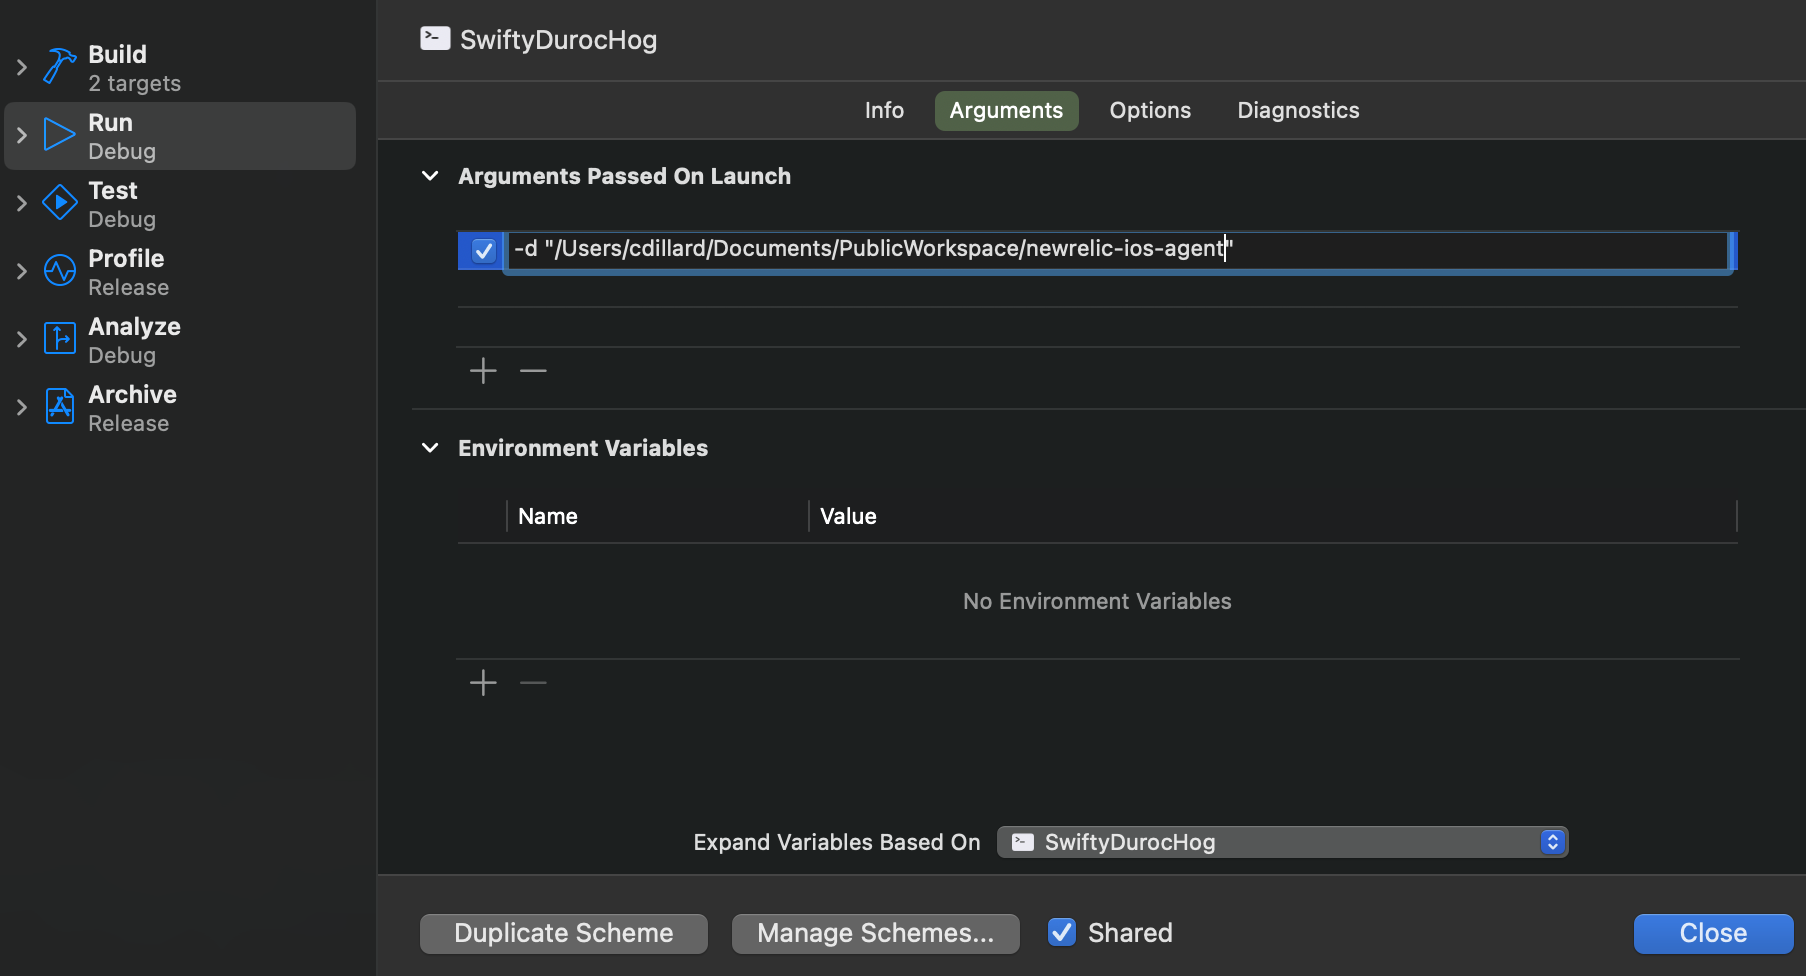 Build
2 targets
Run
Debug
Test
Debug
Profile
Release
Analyze
Debug
Archive
Release
SwiftyDurocHog
Info Arguments Options Diagnostics
Arguments Passed On Launch
-d "/Users/cdillard/Documents/PublicWorkspace/newrelic-ios-agent"
Environment Variables
Name Value
No Environment Variables
Expand Variables Based On SwiftyDurocHog
Duplicate Scheme Manage Schemes... Shared Close